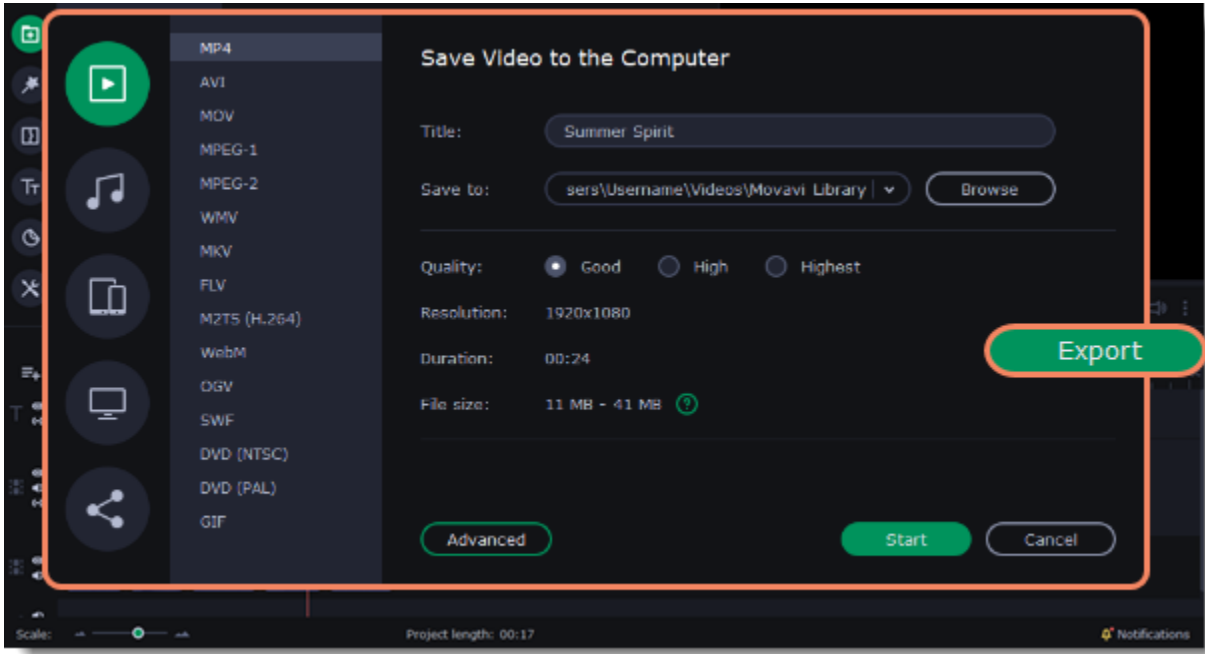 MP4
AVI
MOV
MPEG-1
MPEG-2
WMV
MKV
FLV
M2TS (H.264)
WebM
OGV
SWF
DVD (NTSC)
DVD (PAL)
GIF
Save Video to the Computer
Title: Summer Spirit
Save to: sers\Username\Videos\Movavi Library Browse
Quality: Good High Highest
Resolution: 1920x1080
Duration: 00:24
File size: 11 MB - 41 MB ?
Export
Advanced Start Cancel
Tт
T
Scale: Project length: 00:17 Notifications